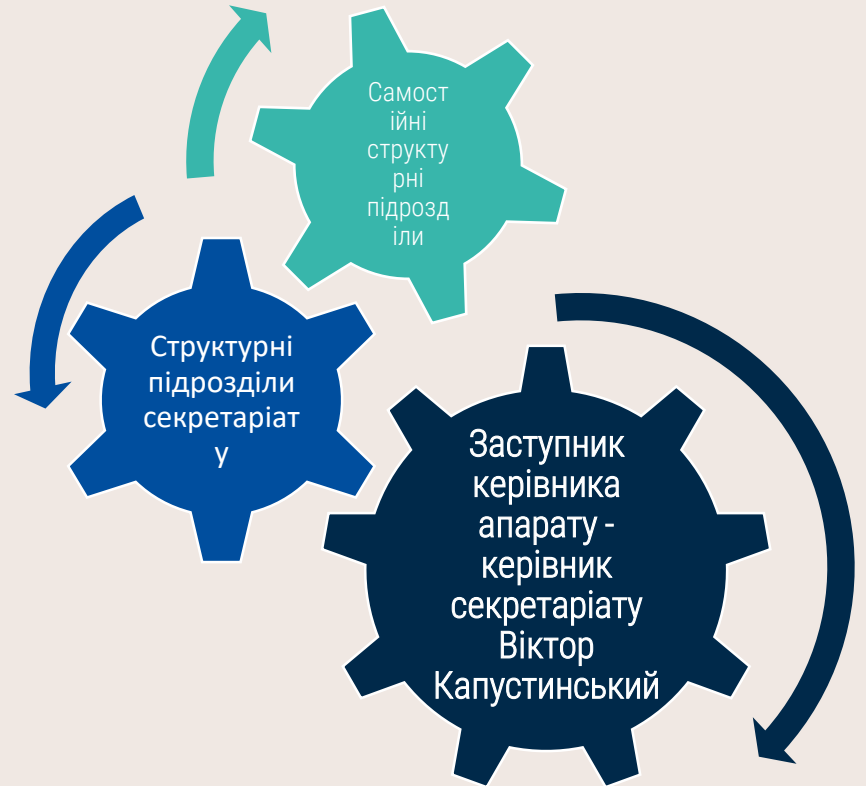 Самост
ійні
структу
рні
підрозд
іли
Структурні
підрозділи
секретаріат
у
Заступник
керівника
апарату -
керівник
секретаріату
Віктор
Капустинський